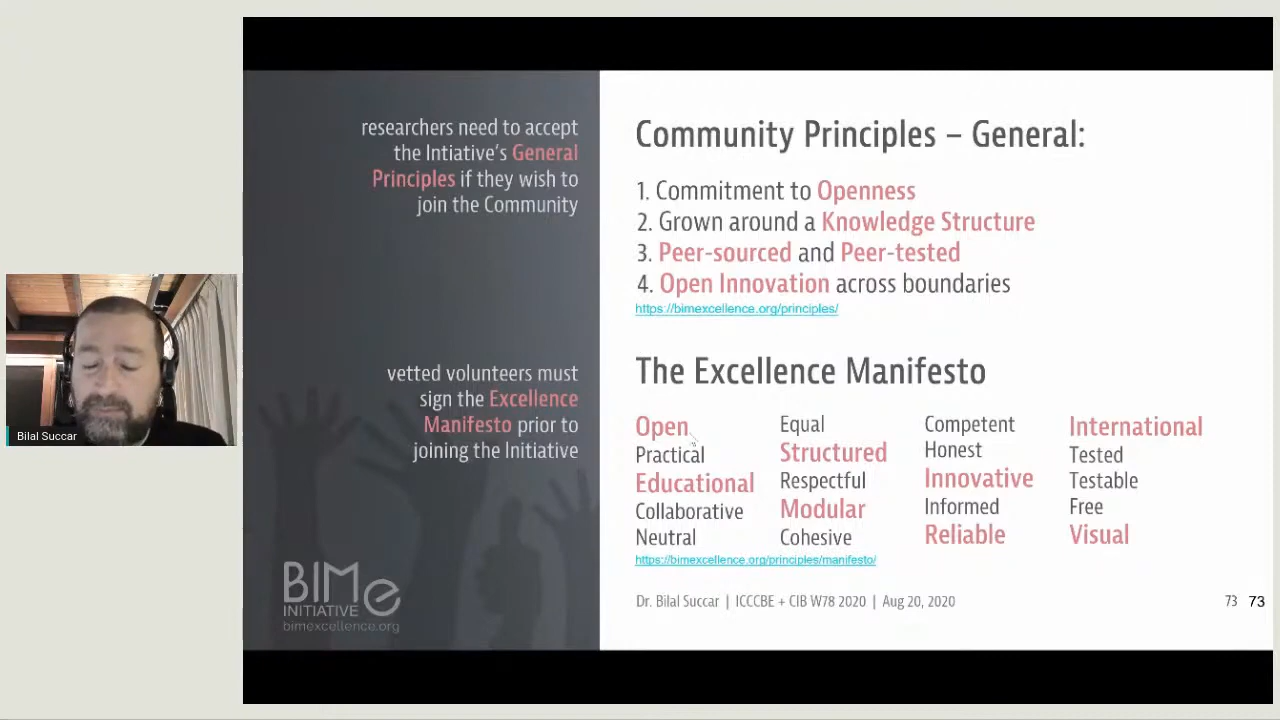 researchers need to accept
the Intiative's General
Principles if they wish to
join the Community
vetted volunteers must
sign the Excellence
Manifesto prior to
joining the Initiative
BIMe
INITIATIVE
bimexcellence.org
Community Principles – General:
1. Commitment to Openness
2. Grown around a Knowledge Structure
3. Peer-sourced and Peer-tested
4. Open Innovation across boundaries
https://bimexcellence.org/principles/
The Excellence Manifesto
Open
Practical
Educational
Collaborative
Neutral
Equal
Structured
Respectful
Modular
Cohesive
Competent
Honest
Innovative
Informed
Reliable
International
Tested
Testable
Free
Visual
https://bimexcellence.org/principles/manifesto/
Dr. Bilal Succar | ICCCBE + CIB W78 2020 | Aug 20, 2020
73 73
Bilal Succar